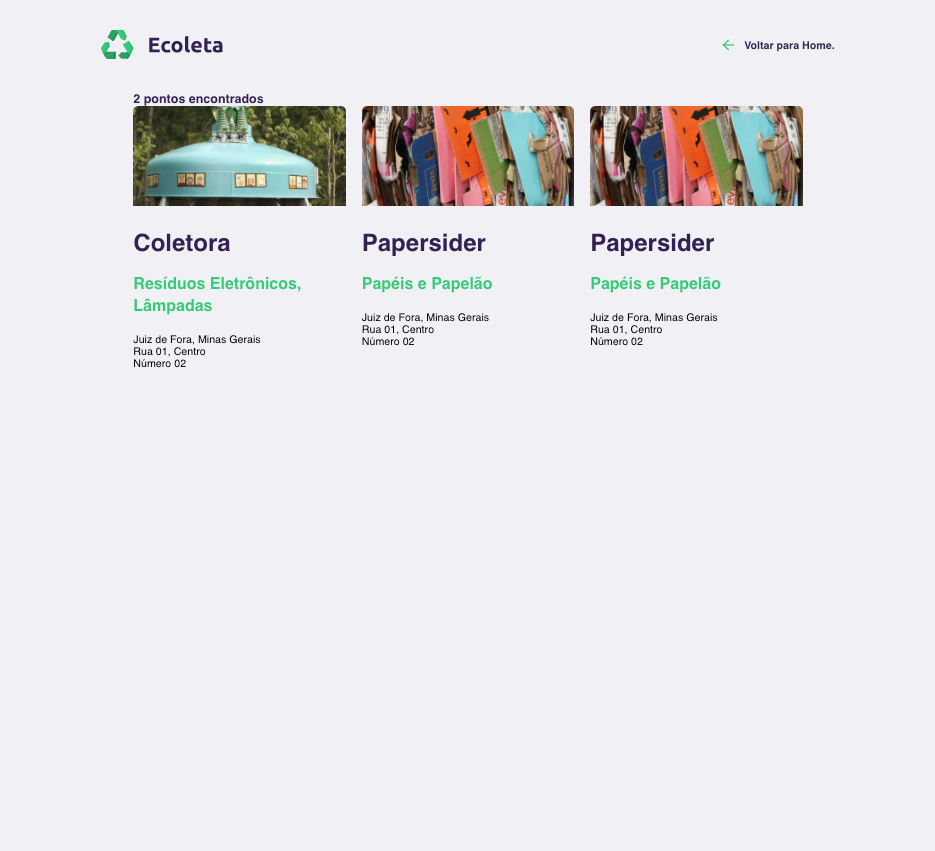 Ecoleta
Voltar para Home.
2 pontos encontrados
Coletora
Resíduos Eletrônicos,
Lâmpadas
Juiz de Fora, Minas Gerais
Rua 01, Centro
Número 02
Papersider
Papéis e Papelão
Juiz de Fora, Minas Gerais
Rua 01, Centro
Número 02
Papersider
Papéis e Papelão
Juiz de Fora, Minas Gerais
Rua 01, Centro
Número 02